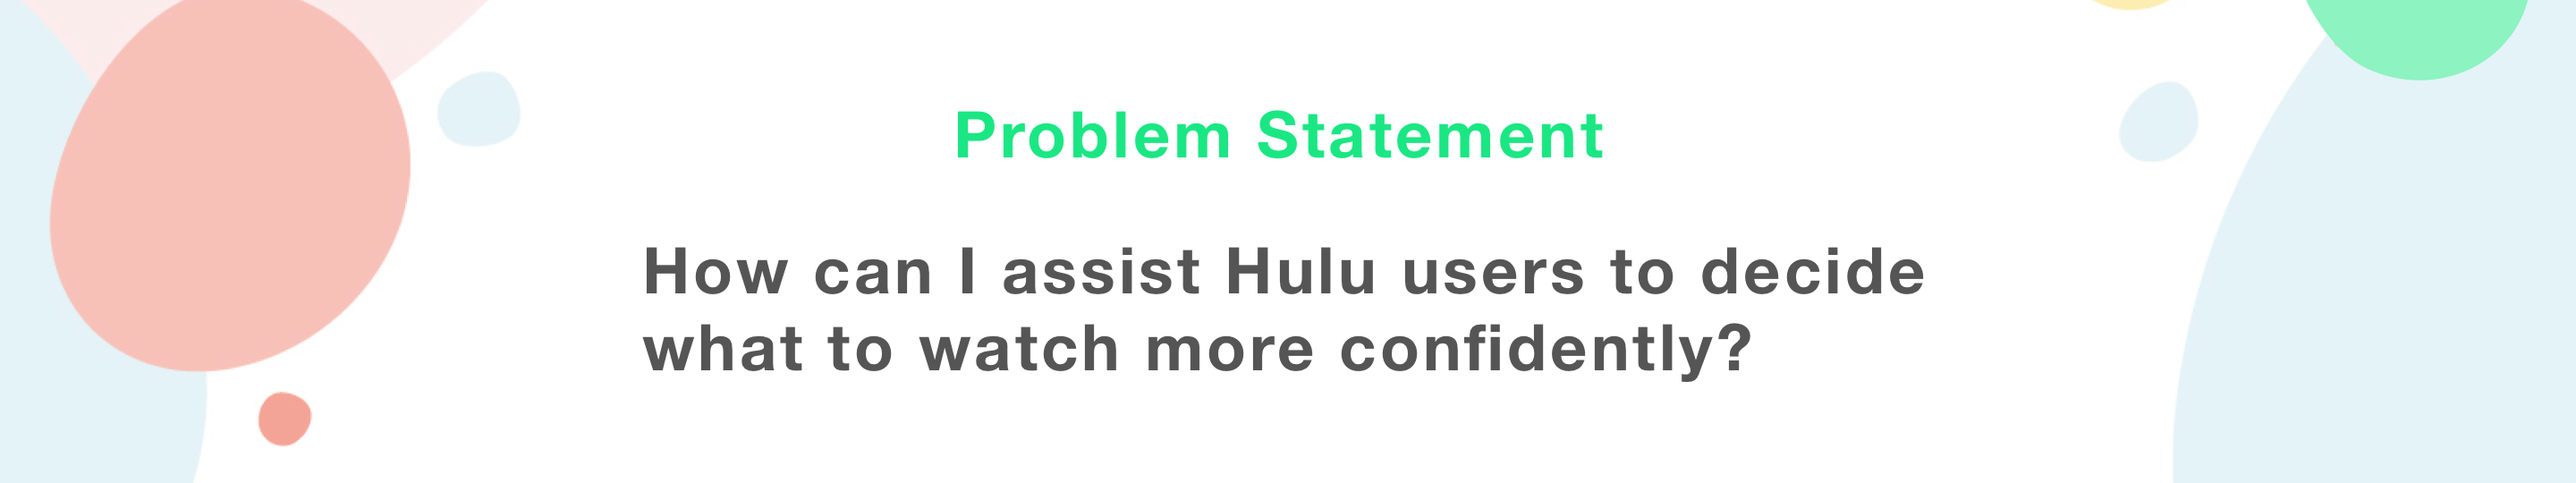 Problem Statement
How can I assist Hulu users to decide
what to watch more confidently?